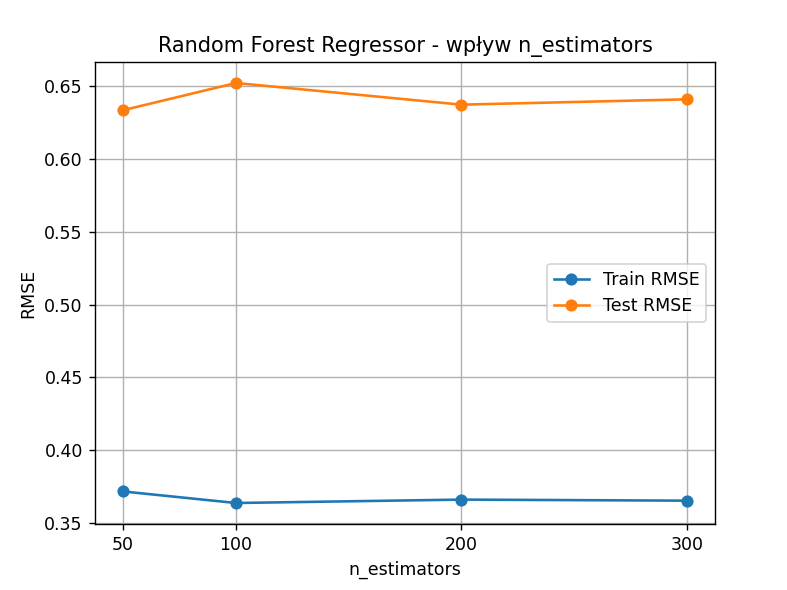 Random Forest Regressor - wpływ n_estimators
0.65
0.60
0.55
0.50
0.45
0.40
0.35
RMSE
Train RMSE
Test RMSE
50
100
200
300
n_estimators